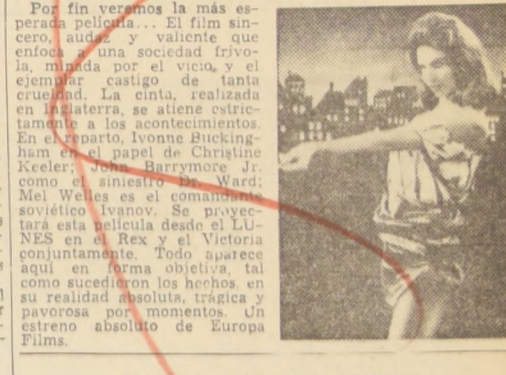 Por fin veremos la más es-
perada película... El film sin-
cero, audaz y valiente que
enfoca a una sociedad frívo-
la, minada por el vicio, y el
ejemplar castigo de tanta
crueldad. La cinta, realizada
en Inglaterra, se atiene estric-
tamente a los acontecimientos.
En el reparto, Ivonne Bucking-
ham en el papel de Christine
Keeler; John Barrymore Jr.
como el siniestro Dr. Ward;
Mel Welles es el comandante
soviético Ivanov. Se proyec-
tará esta película desde el LU-
NES en el Rex y el Victoria
conjuntamente. Todo aparece
aquí en forma objetiva, tal
como sucedieron los hechos, en
su realidad absoluta, trágica y
pavorosa por momentos. Un
estreno absoluto de Europa
Films.